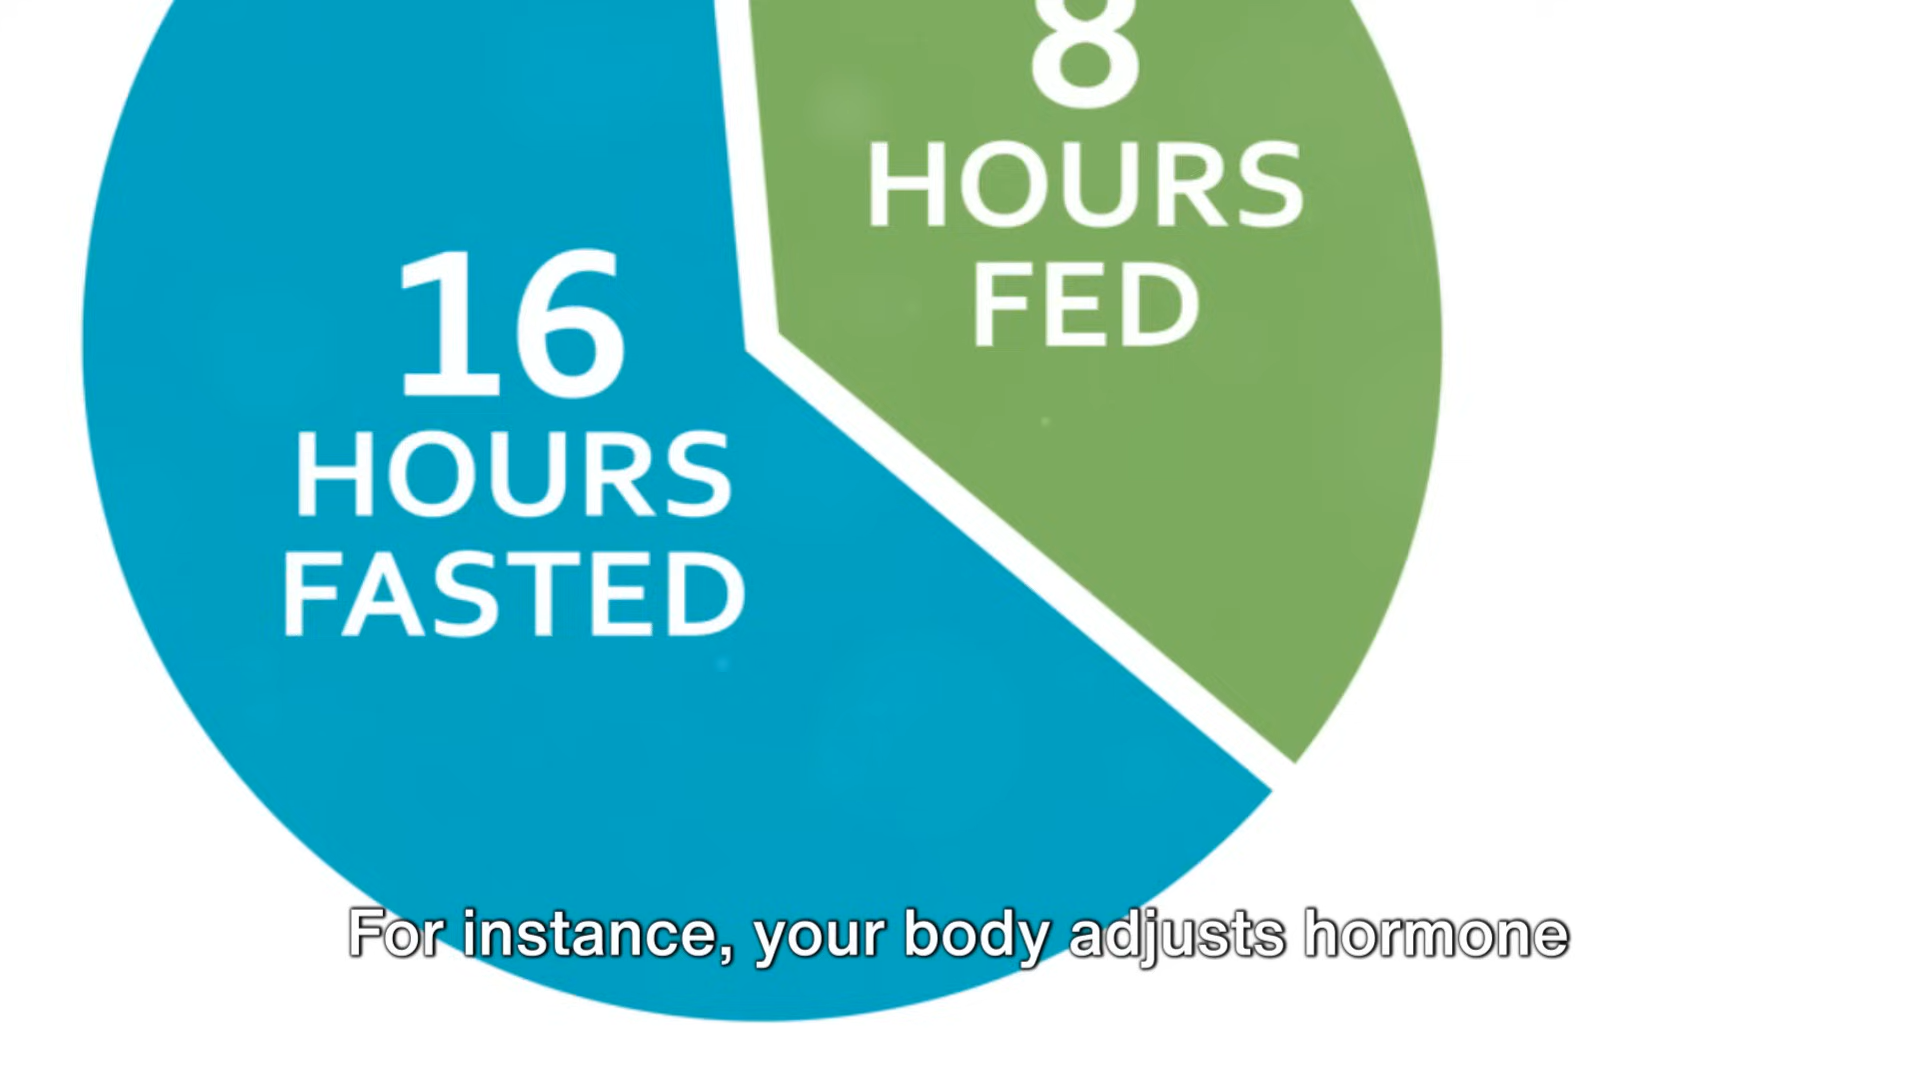 8
HOURS
FED
16
HOURS
FASTED
For instance, your body adjusts hormone